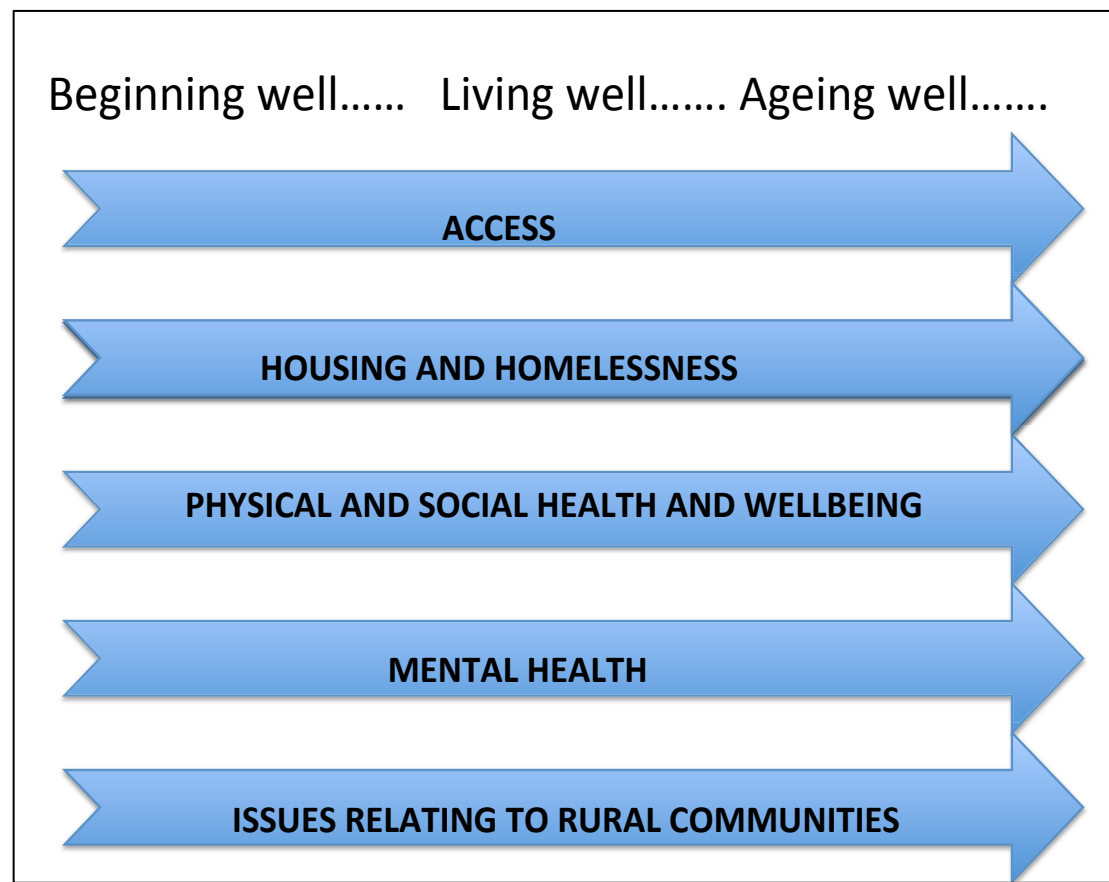 Beginning well...... Living well....... Ageing well.......
ACCESS
HOUSING AND HOMELESSNESS
PHYSICAL AND SOCIAL HEALTH AND WELLBEING
MENTAL HEALTH
ISSUES RELATING TO RURAL COMMUNITIES